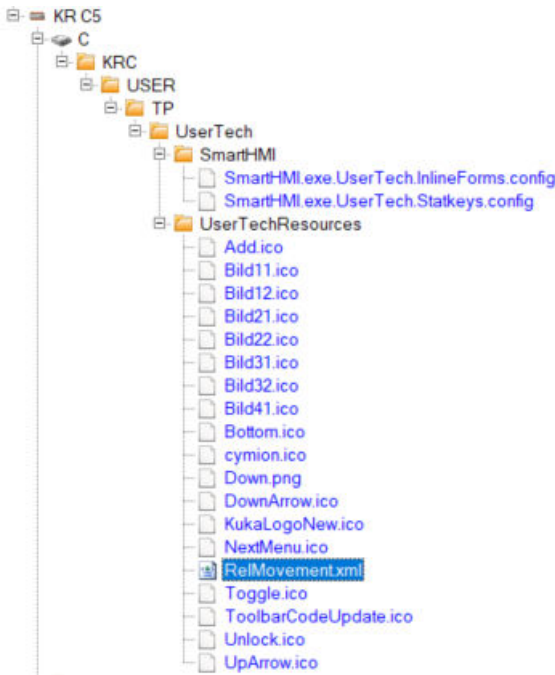 KR C5
C
KRC
USER
TP
UserTech
SmartHMI
SmartHMI.exe.UserTech.InlineForms.config
SmartHMI.exe.UserTech.Statkeys.config
UserTechResources
Add.ico
Bild11.ico
Bild12.ico
Bild21.ico
Bild22.ico
Bild31.ico
Bild32.ico
Bild41.ico
Bottom.ico
cymion.ico
Down.png
DownArrow.ico
KukaLogoNew.ico
NextMenu.ico
RelMovement.xml
Toggle.ico
ToolbarCodeUpdate.ico
Unlock.ico
UpArrow.ico